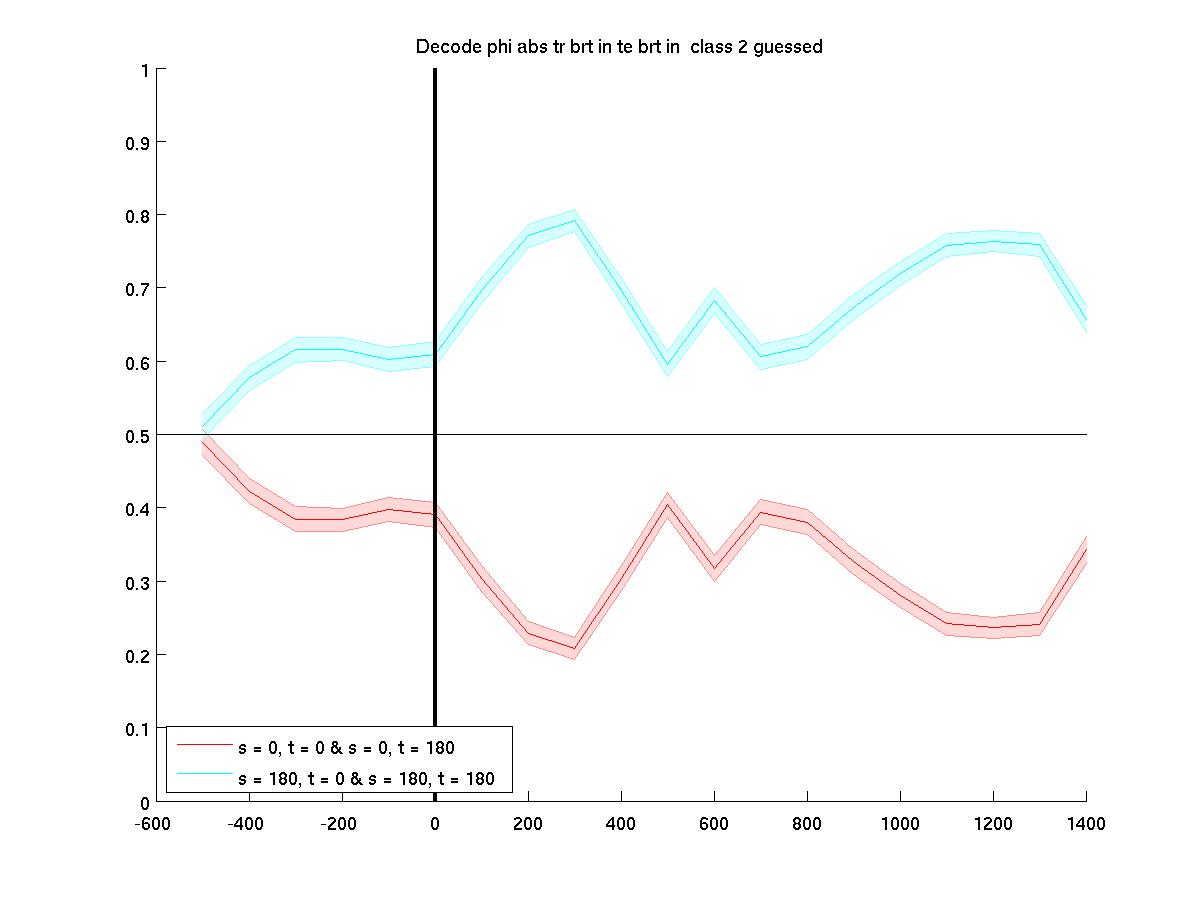 Decode phi abs tr brt in te brt in  class 2 guessed
1
0.9
0.8
0.7
0.6
0.5
0.4
0.3
0.2
0.1
0
s = 0, t = 0 & s = 0, t = 180
s = 180, t = 0 & s = 180, t = 180
-600 -400 -200 0 200 400 600 800 1000 1200 1400